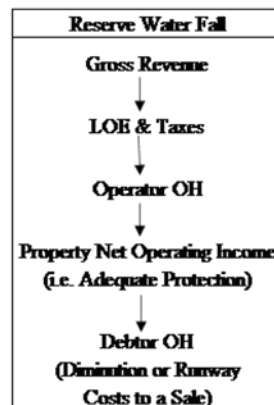 Reserve Water Fall
Gross Revenue
LOE & Taxes
Operator OH
Property Net Operating Income
(i.e. Adequate Protection)
Debtor OH
(Diminution or Runway
Costs to a Sale)